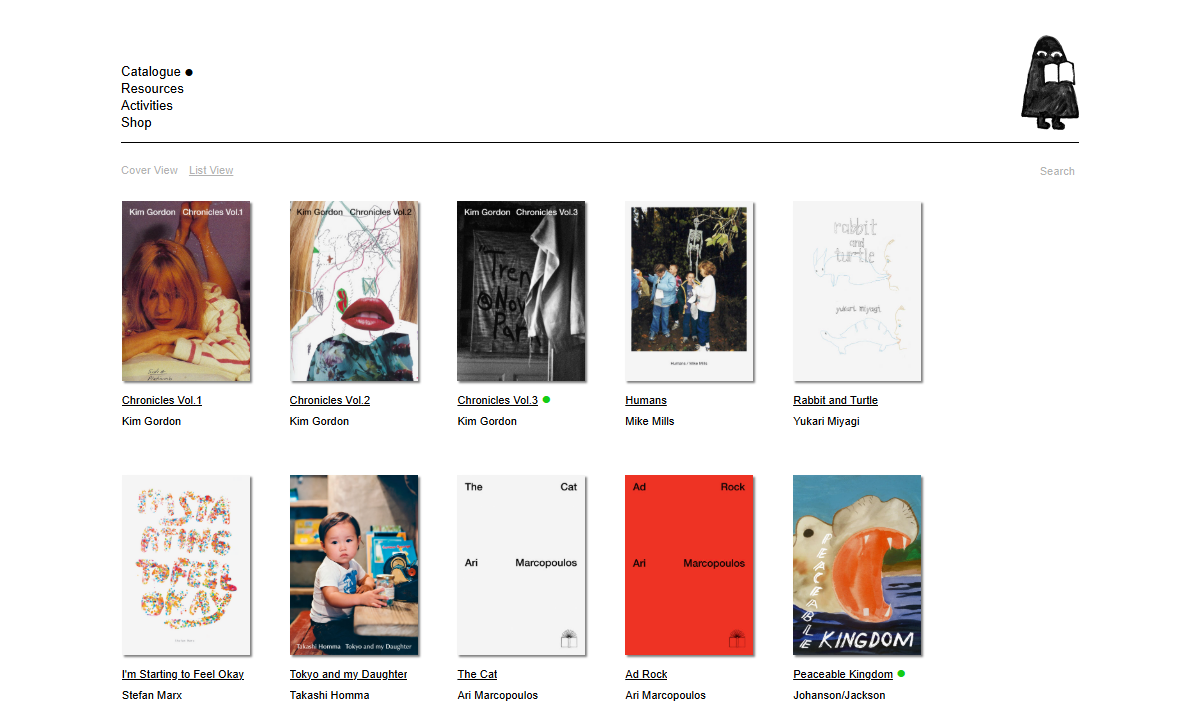 Catalogue
Resources
Activities
Shop
Cover View List View
Search
Kim Gordon Chronicles Vol.1
Kim Gordon Chronicles Vol.2
Kim Gordon Chronicles Vol.3
Humans / Mike Mills
rabbit
and
turtle
yukari miyagi
Chronicles Vol.1
Kim Gordon
Chronicles Vol.2
Kim Gordon
Chronicles Vol.3
Kim Gordon
Humans
Mike Mills
Rabbit and Turtle
Yukari Miyagi
I'M STA
RTING
TO FEEL
OKAY
Stefan Marx
Takashi Homma Tokyo and my Daughter
The Cat
Ari Marcopoulos
Ad Rock
Ari Marcopoulos
PEACEABLE
KINGDOM
I'm Starting to Feel Okay
Stefan Marx
Tokyo and my Daughter
Takashi Homma
The Cat
Ari Marcopoulos
Ad Rock
Ari Marcopoulos
Peaceable Kingdom
Johanson/Jackson